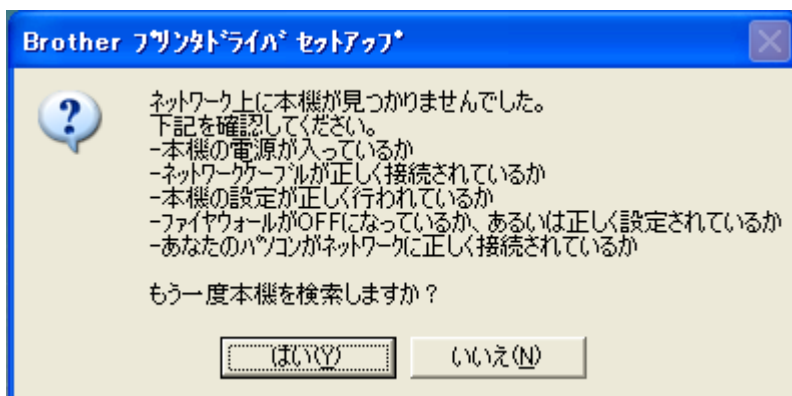 Brother プリンタドライバ セットアップ
ネットワーク上に本機が見つかりませんでした。
下記を確認してください。
-本機の電源が入っているか
-ネットワークケーブルが正しく接続されているか
-本機の設定が正しく行われているか
-ファイヤウォールがOFFになっているか、あるいは正しく設定されているか
-あなたのパソコンがネットワークに正しく接続されているか
もう一度本機を検索しますか？
はい(Y)
いいえ(N)